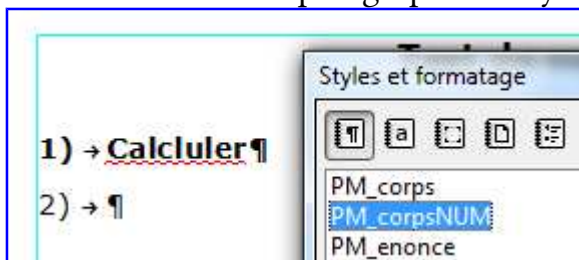 Styles et formatage
1) → Calcluler¶
2) → ¶
PM_corps
PM_corpsNUM
PM_enonce